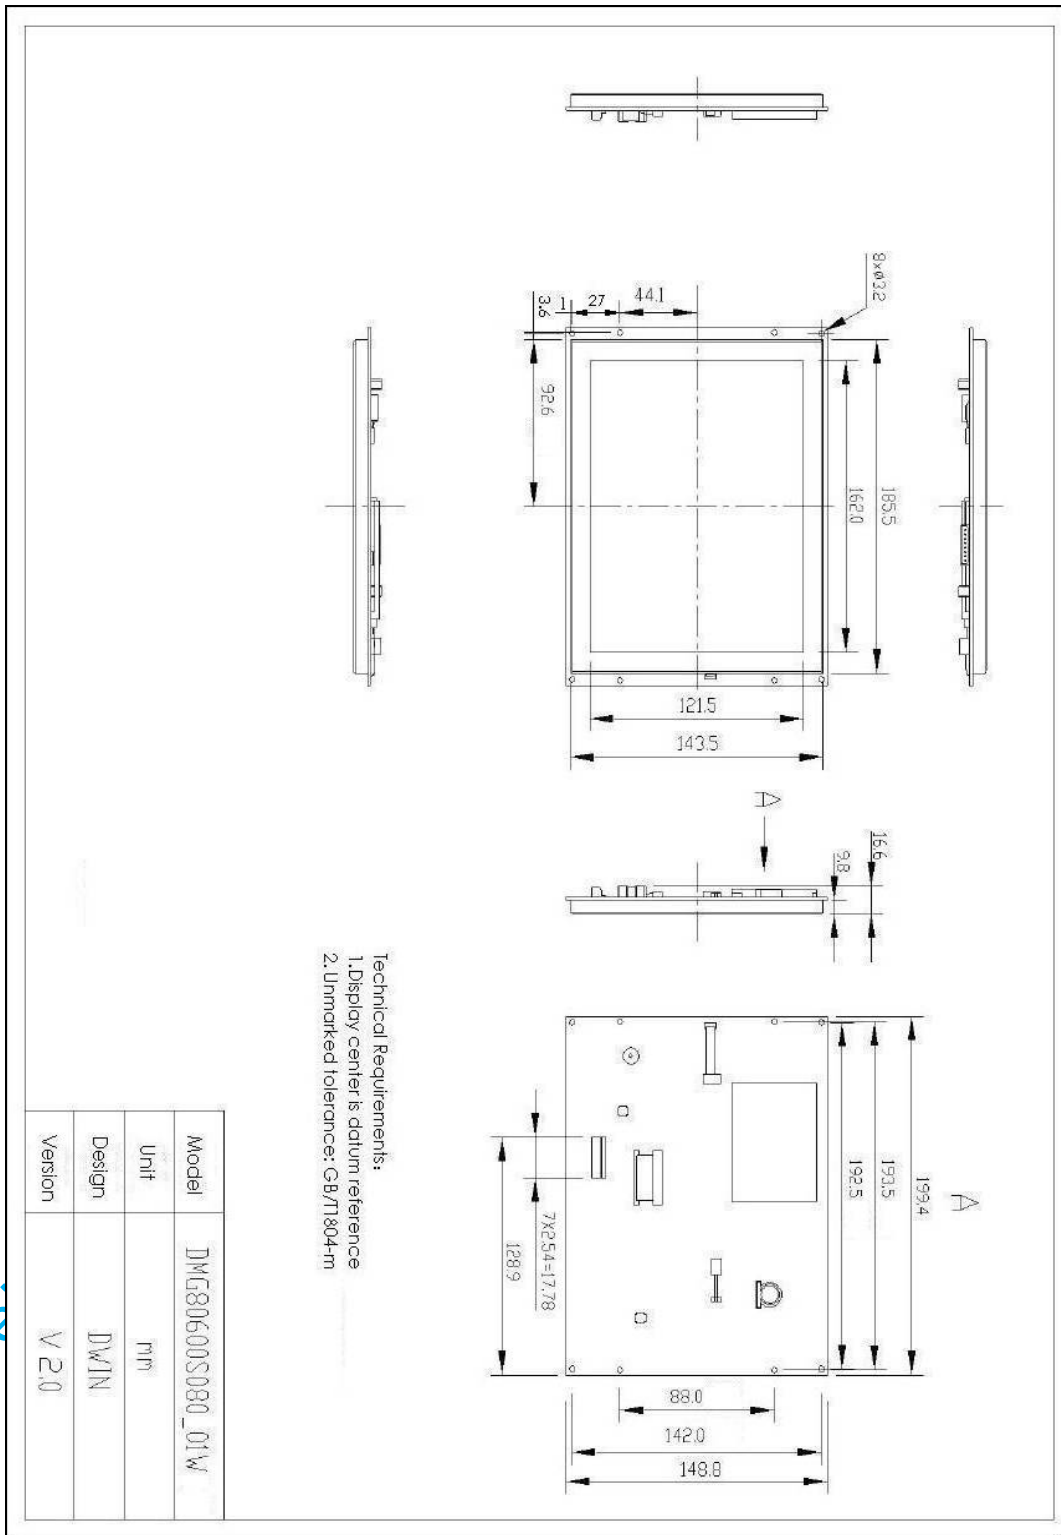 8xø3.2
44.1
27
1
3.6
92.6
162.0
185.5
121.5
143.5
A
16.6
9.8
Technical Requirements:
1.Display center is datum reference
2.Unmarked tolerance: GB/T1804-m
A
199.4
193.5
192.5
7X2.54=17.78
128.9
88.0
142.0
148.8
Model DMG80600S080_01W
Unit mm
Design DWIN
Version V 2.0